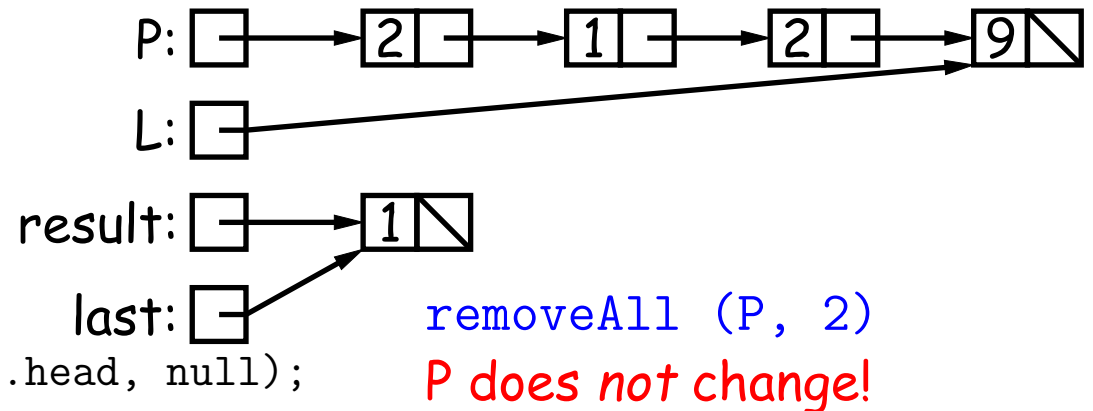 P: 2 1 2 9
L:
result: 1
last:
removeAll (P, 2)
.head, null);
P does not change!